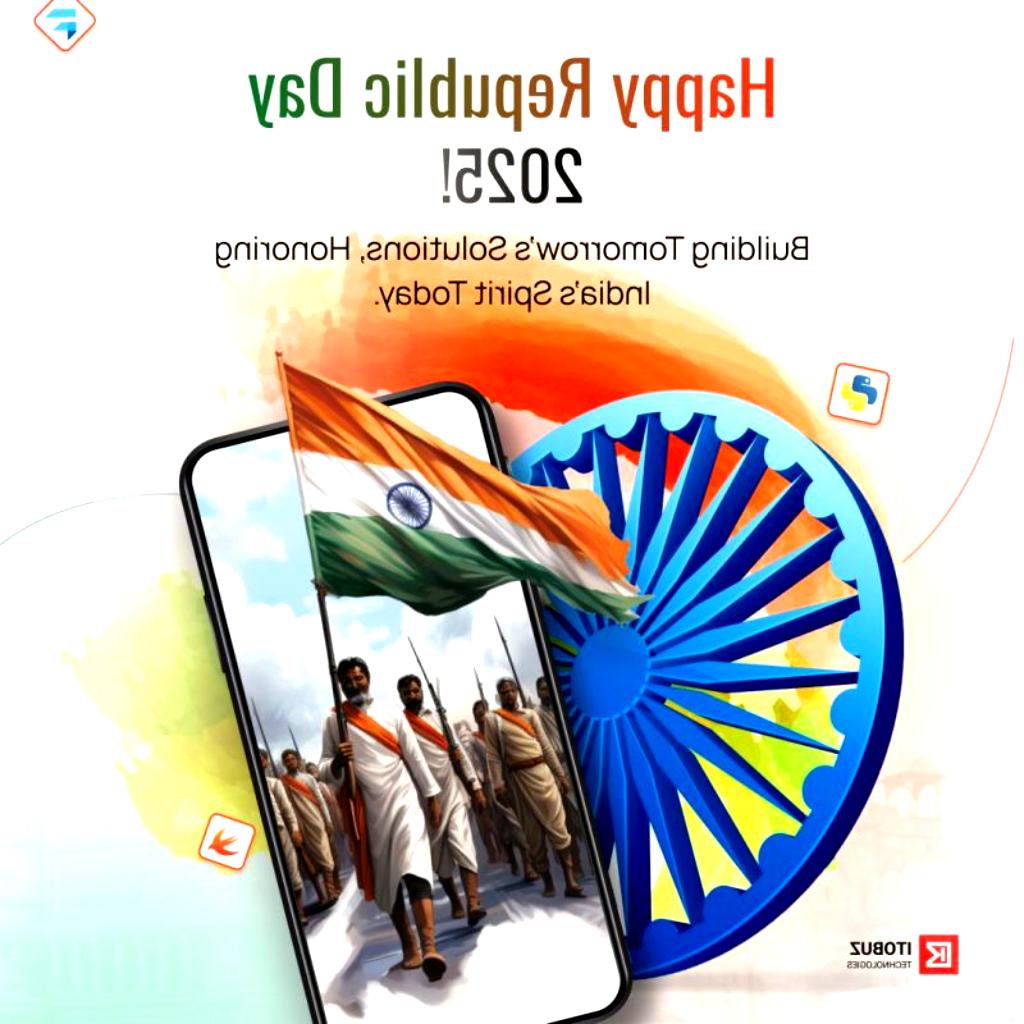 Happy Republic Day
2025!
Building Tomorrow's Solutions, Honoring
India's Spirit Today.
ITOBUZ
TECHNOLOGIES